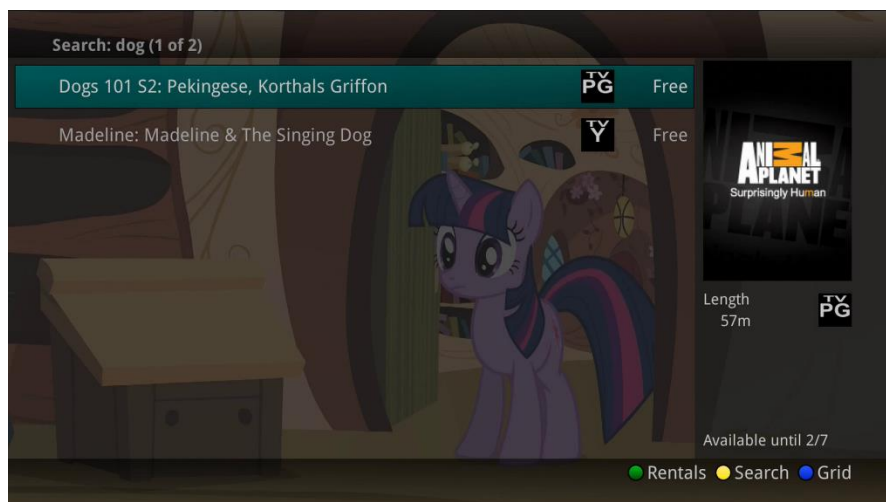 Search: dog (1 of 2)
Dogs 101 S2: Pekingese, Korthals Griffon TV PG Free
Madeline: Madeline & The Singing Dog TV Y Free
ANIMAL
PLANET
Surprisingly Human
Length TV PG
57m
Available until 2/7
Rentals Search Grid